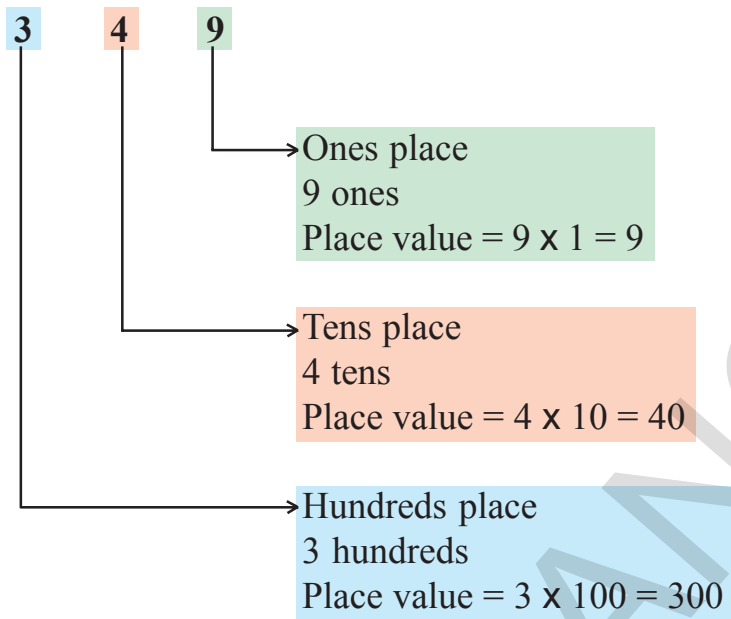 3 4 9
Ones place
9 ones
Place value = 9 x 1 = 9
Tens place
4 tens
Place value = 4 x 10 = 40
Hundreds place
3 hundreds
Place value = 3 x 100 = 300